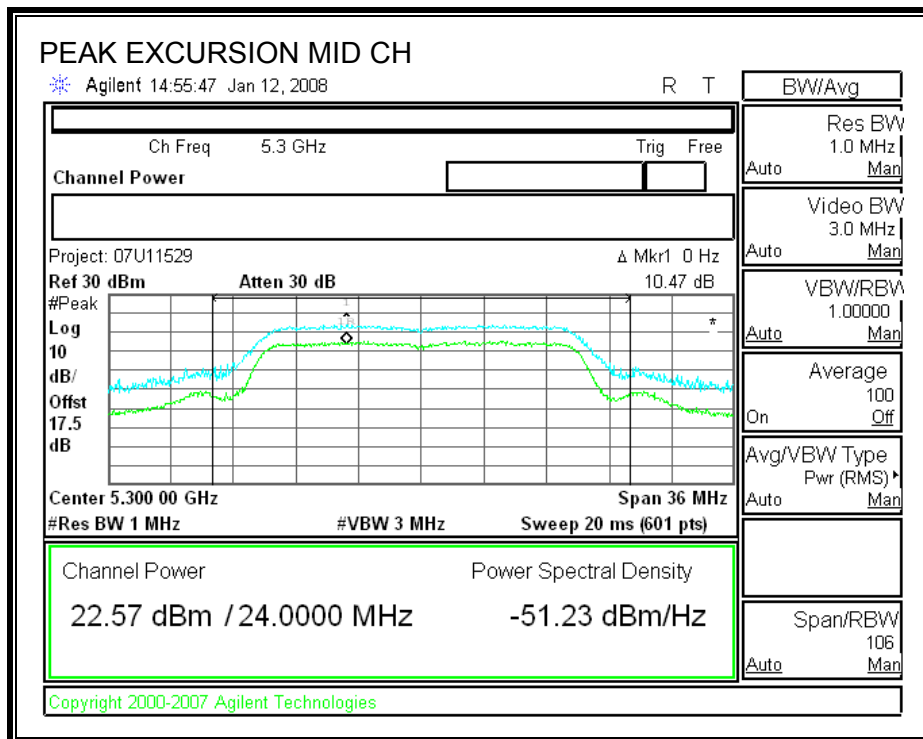 PEAK EXCURSION MID CH
Agilent 14:55:47 Jan 12, 2008 R T
BW/Avg
Res BW
1.0 MHz
Auto Man
Ch Freq 5.3 GHz Trig Free
Channel Power
Video BW
3.0 MHz
Auto Man
Project: 07U11529 Δ Mkr1 0 Hz
Ref 30 dBm Atten 30 dB 10.47 dB
VBW/RBW
1.00000
Auto Man
#Peak
Log
10
dB/
Offst
17.5
dB
1
*
Average
100
On Off
Avg/VBW Type
Pwr (RMS)
Auto Man
Center 5.300 00 GHz Span 36 MHz
#Res BW 1 MHz #VBW 3 MHz Sweep 20 ms (601 pts)
Channel Power Power Spectral Density
22.57 dBm / 24.0000 MHz -51.23 dBm/Hz
Span/RBW
106
Auto Man
Copyright 2000-2007 Agilent Technologies